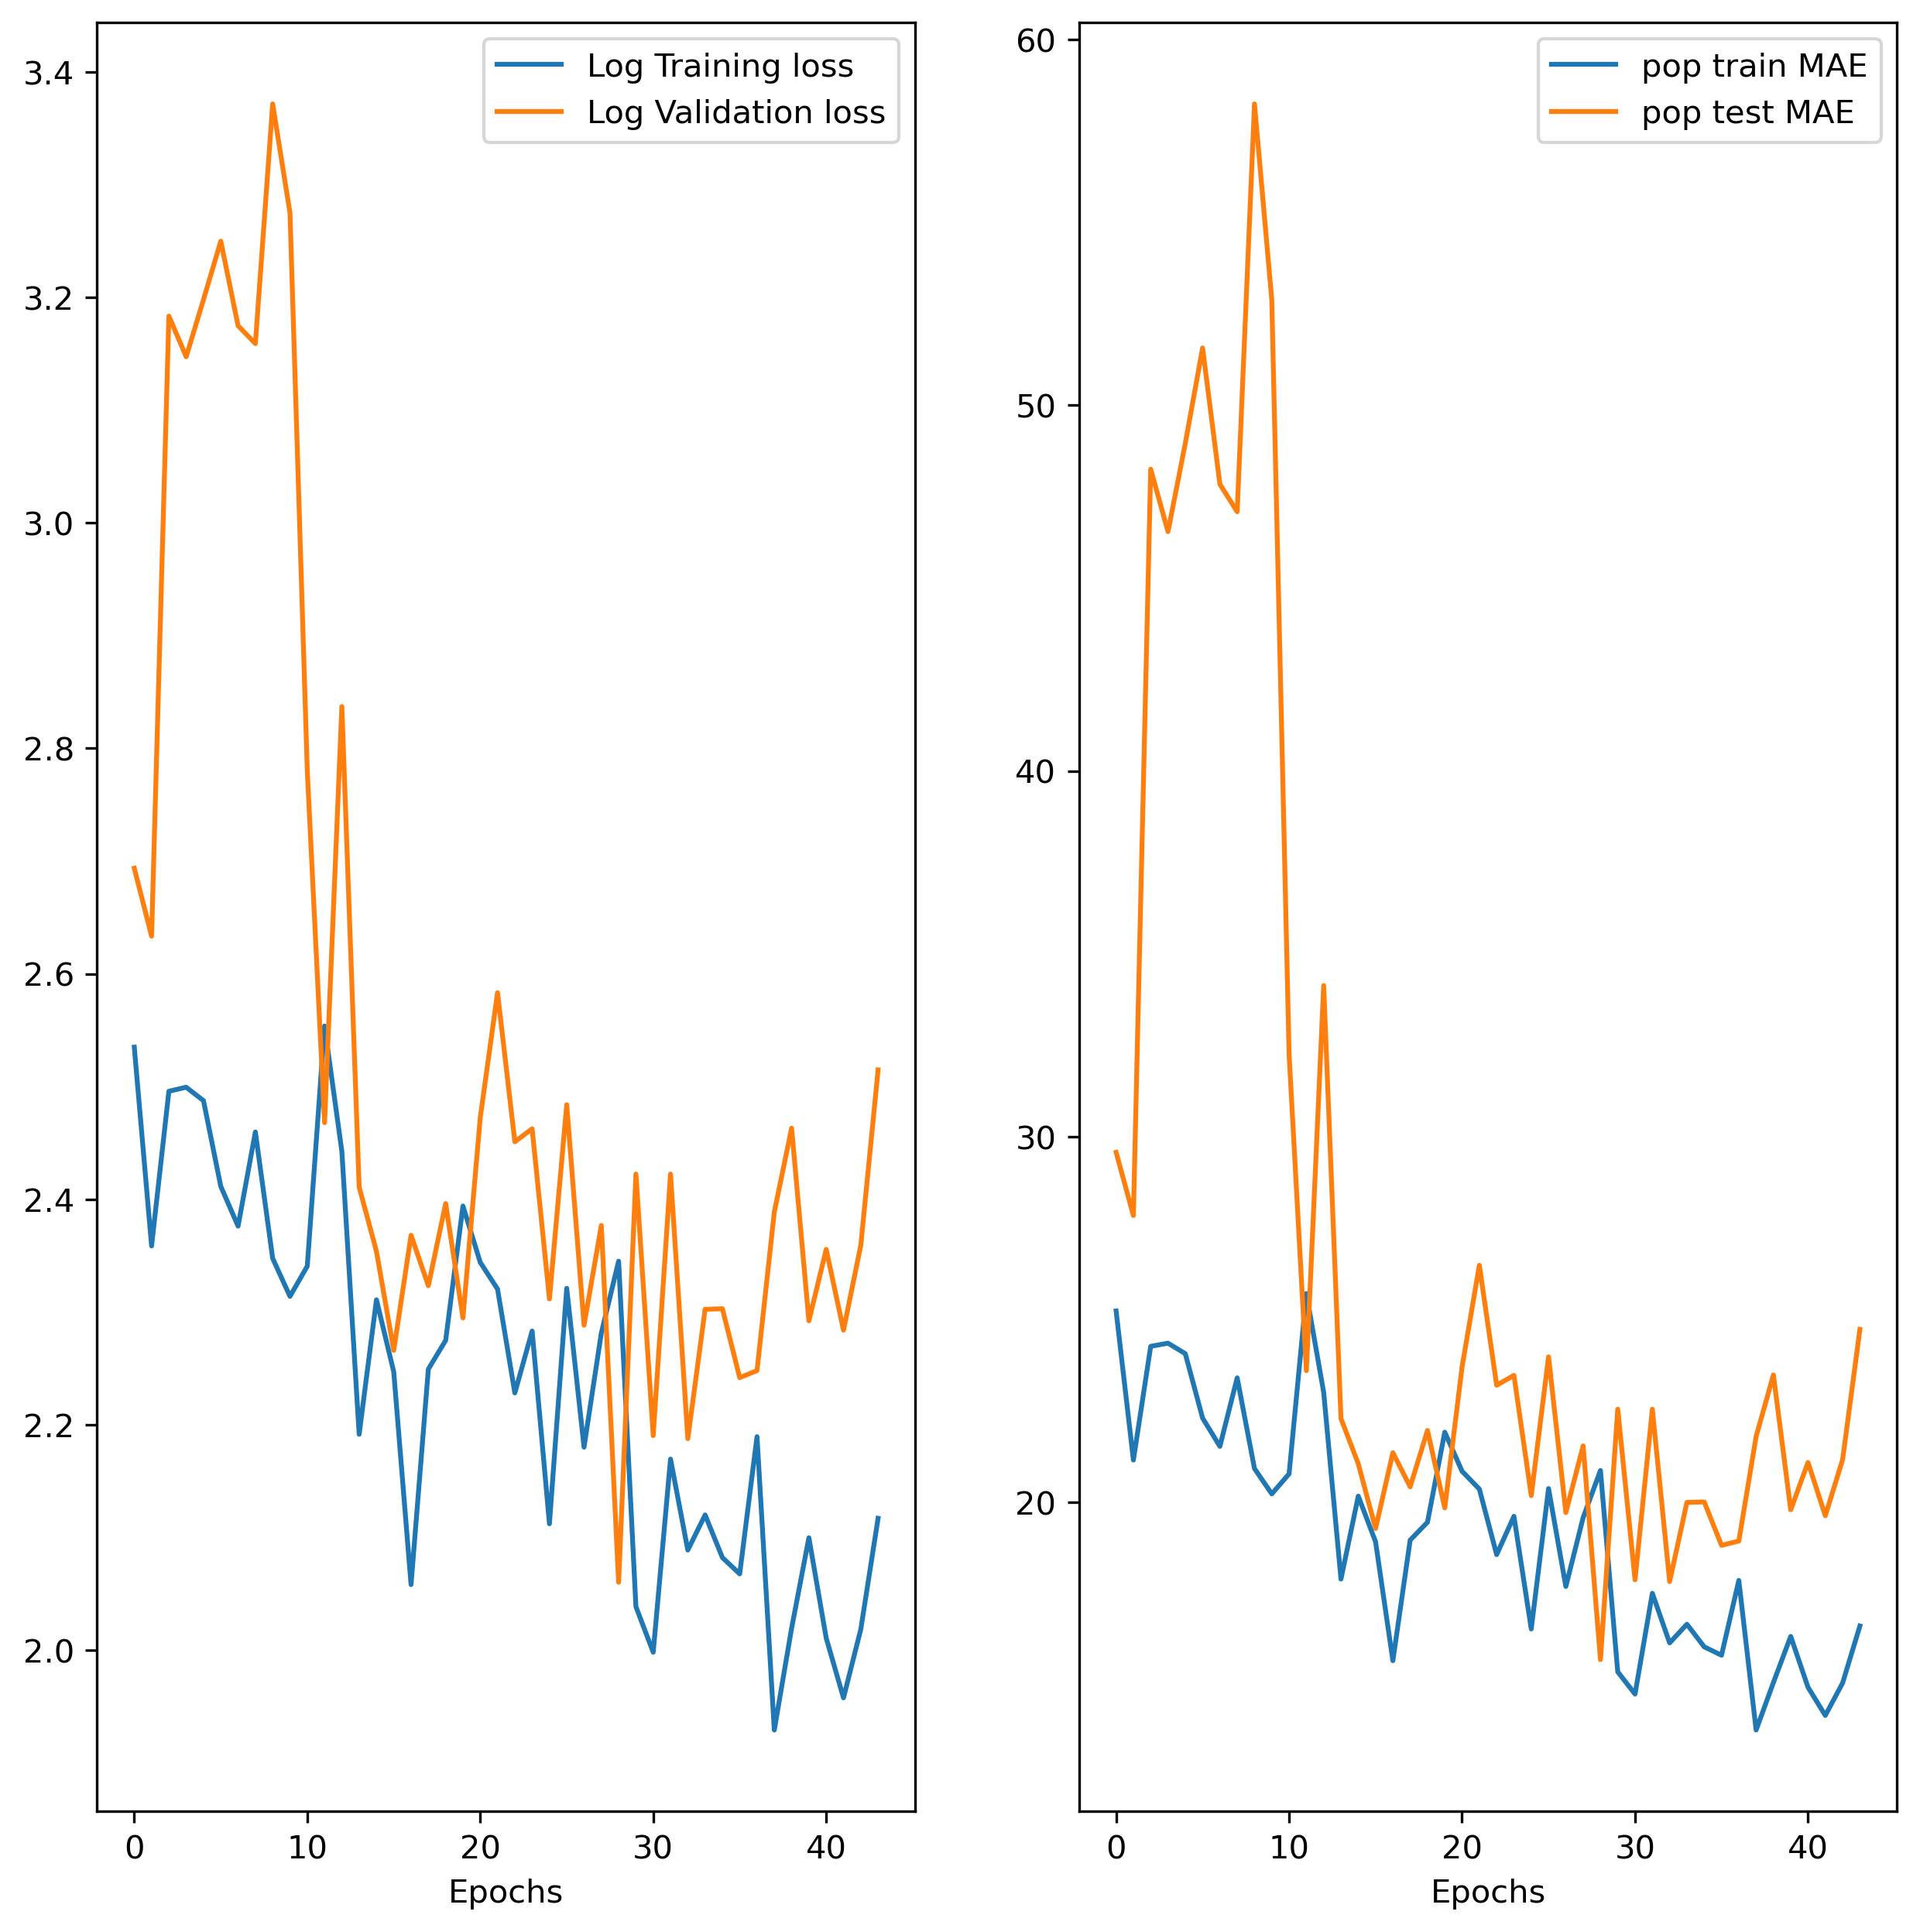 Log Training loss
Log Validation loss
3.4
3.2
3.0
2.8
2.6
2.4
2.2
2.0
0 10 20 30 40
Epochs
pop train MAE
pop test MAE
60
50
40
30
20
0 10 20 30 40
Epochs